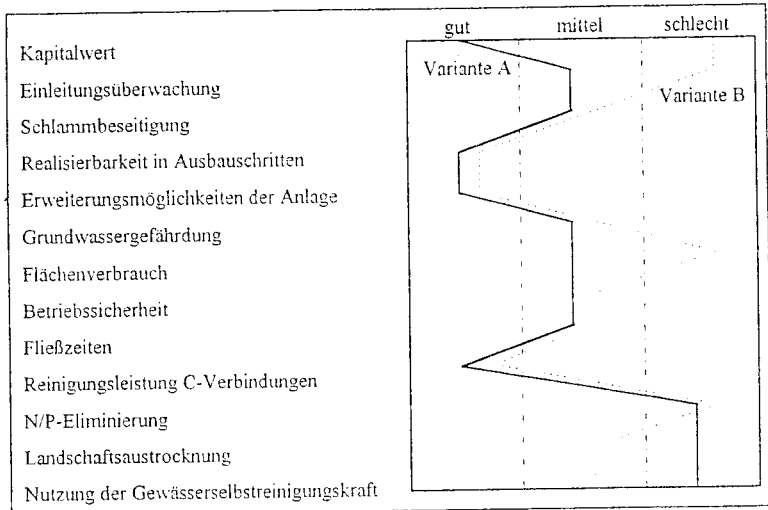 gut mittel schlecht
Kapitalwert
Variante A
Einleitungsüberwachung
Variante B
Schlammbeseitigung
Realisierbarkeit in Ausbauschritten
Erweiterungsmöglichkeiten der Anlage
Grundwassergefährdung
Flächenverbrauch
Betriebssicherheit
Fließzeiten
Reinigungsleistung C-Verbindungen
N/P-Eliminierung
Landschaftsaustrocknung
Nutzung der Gewässerselbstreinigungskraft